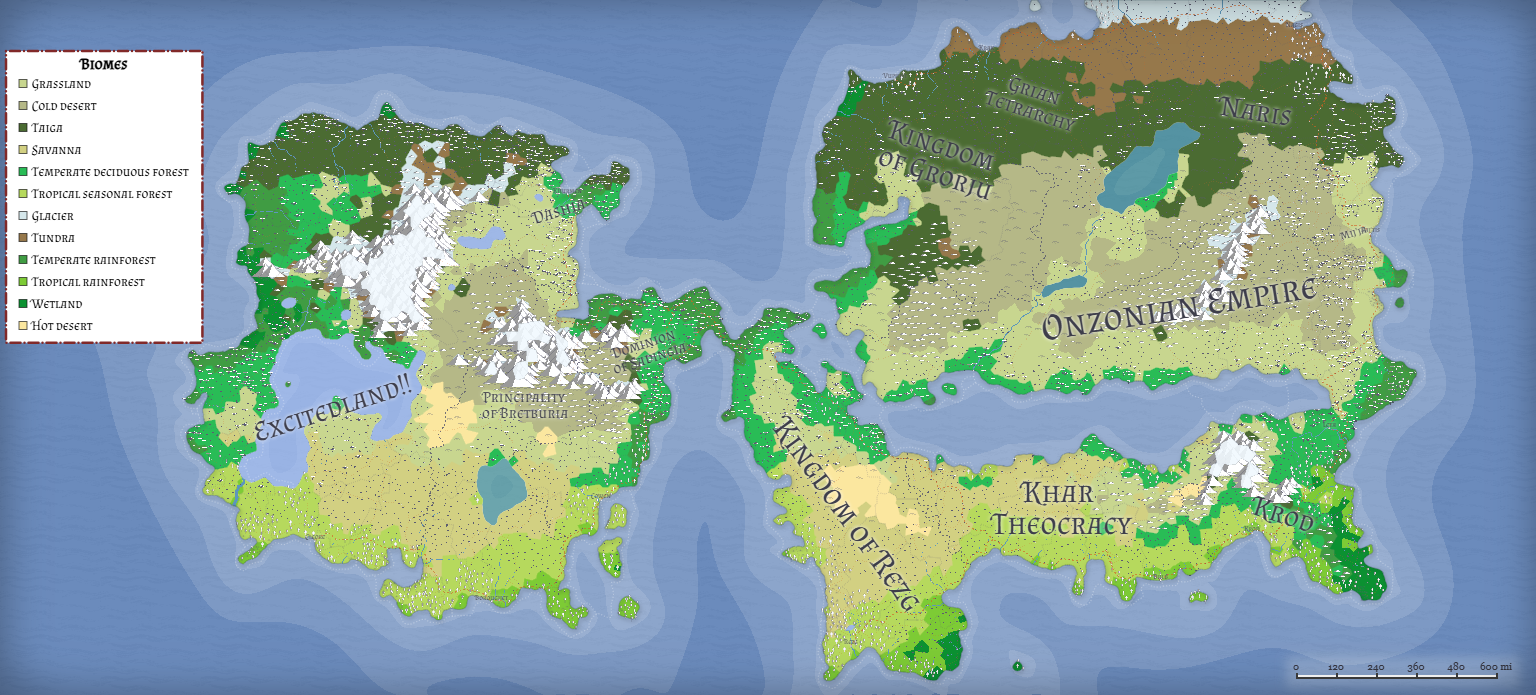 Biomes
Grassland
Cold desert
Taiga
Savanna
Temperate deciduous forest
Tropical seasonal forest
Glacier
Tundra
Temperate rainforest
Tropical rainforest
Wetland
Hot desert
Grian
Tetrarchy
Naris
Kingdom
of Grorju
Dashia
Onzonian Empire
Dominion
Principality
of Bretburia
Excitedland!!
Kingdom of Rezg
Khar
Theocracy
Krod
0 120 240 360 480 600 mi